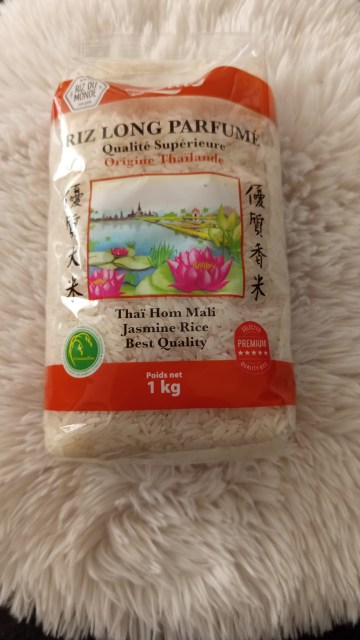 RIZ DU
MONDE
RIZ LONG PARFUMÉ
Qualité Supérieure
Origine Thaïlande
優質大米
優質香米
Thaï Hom Mali
Jasmine Rice
Best Quality
PREMIUM
Poids net
1 kg